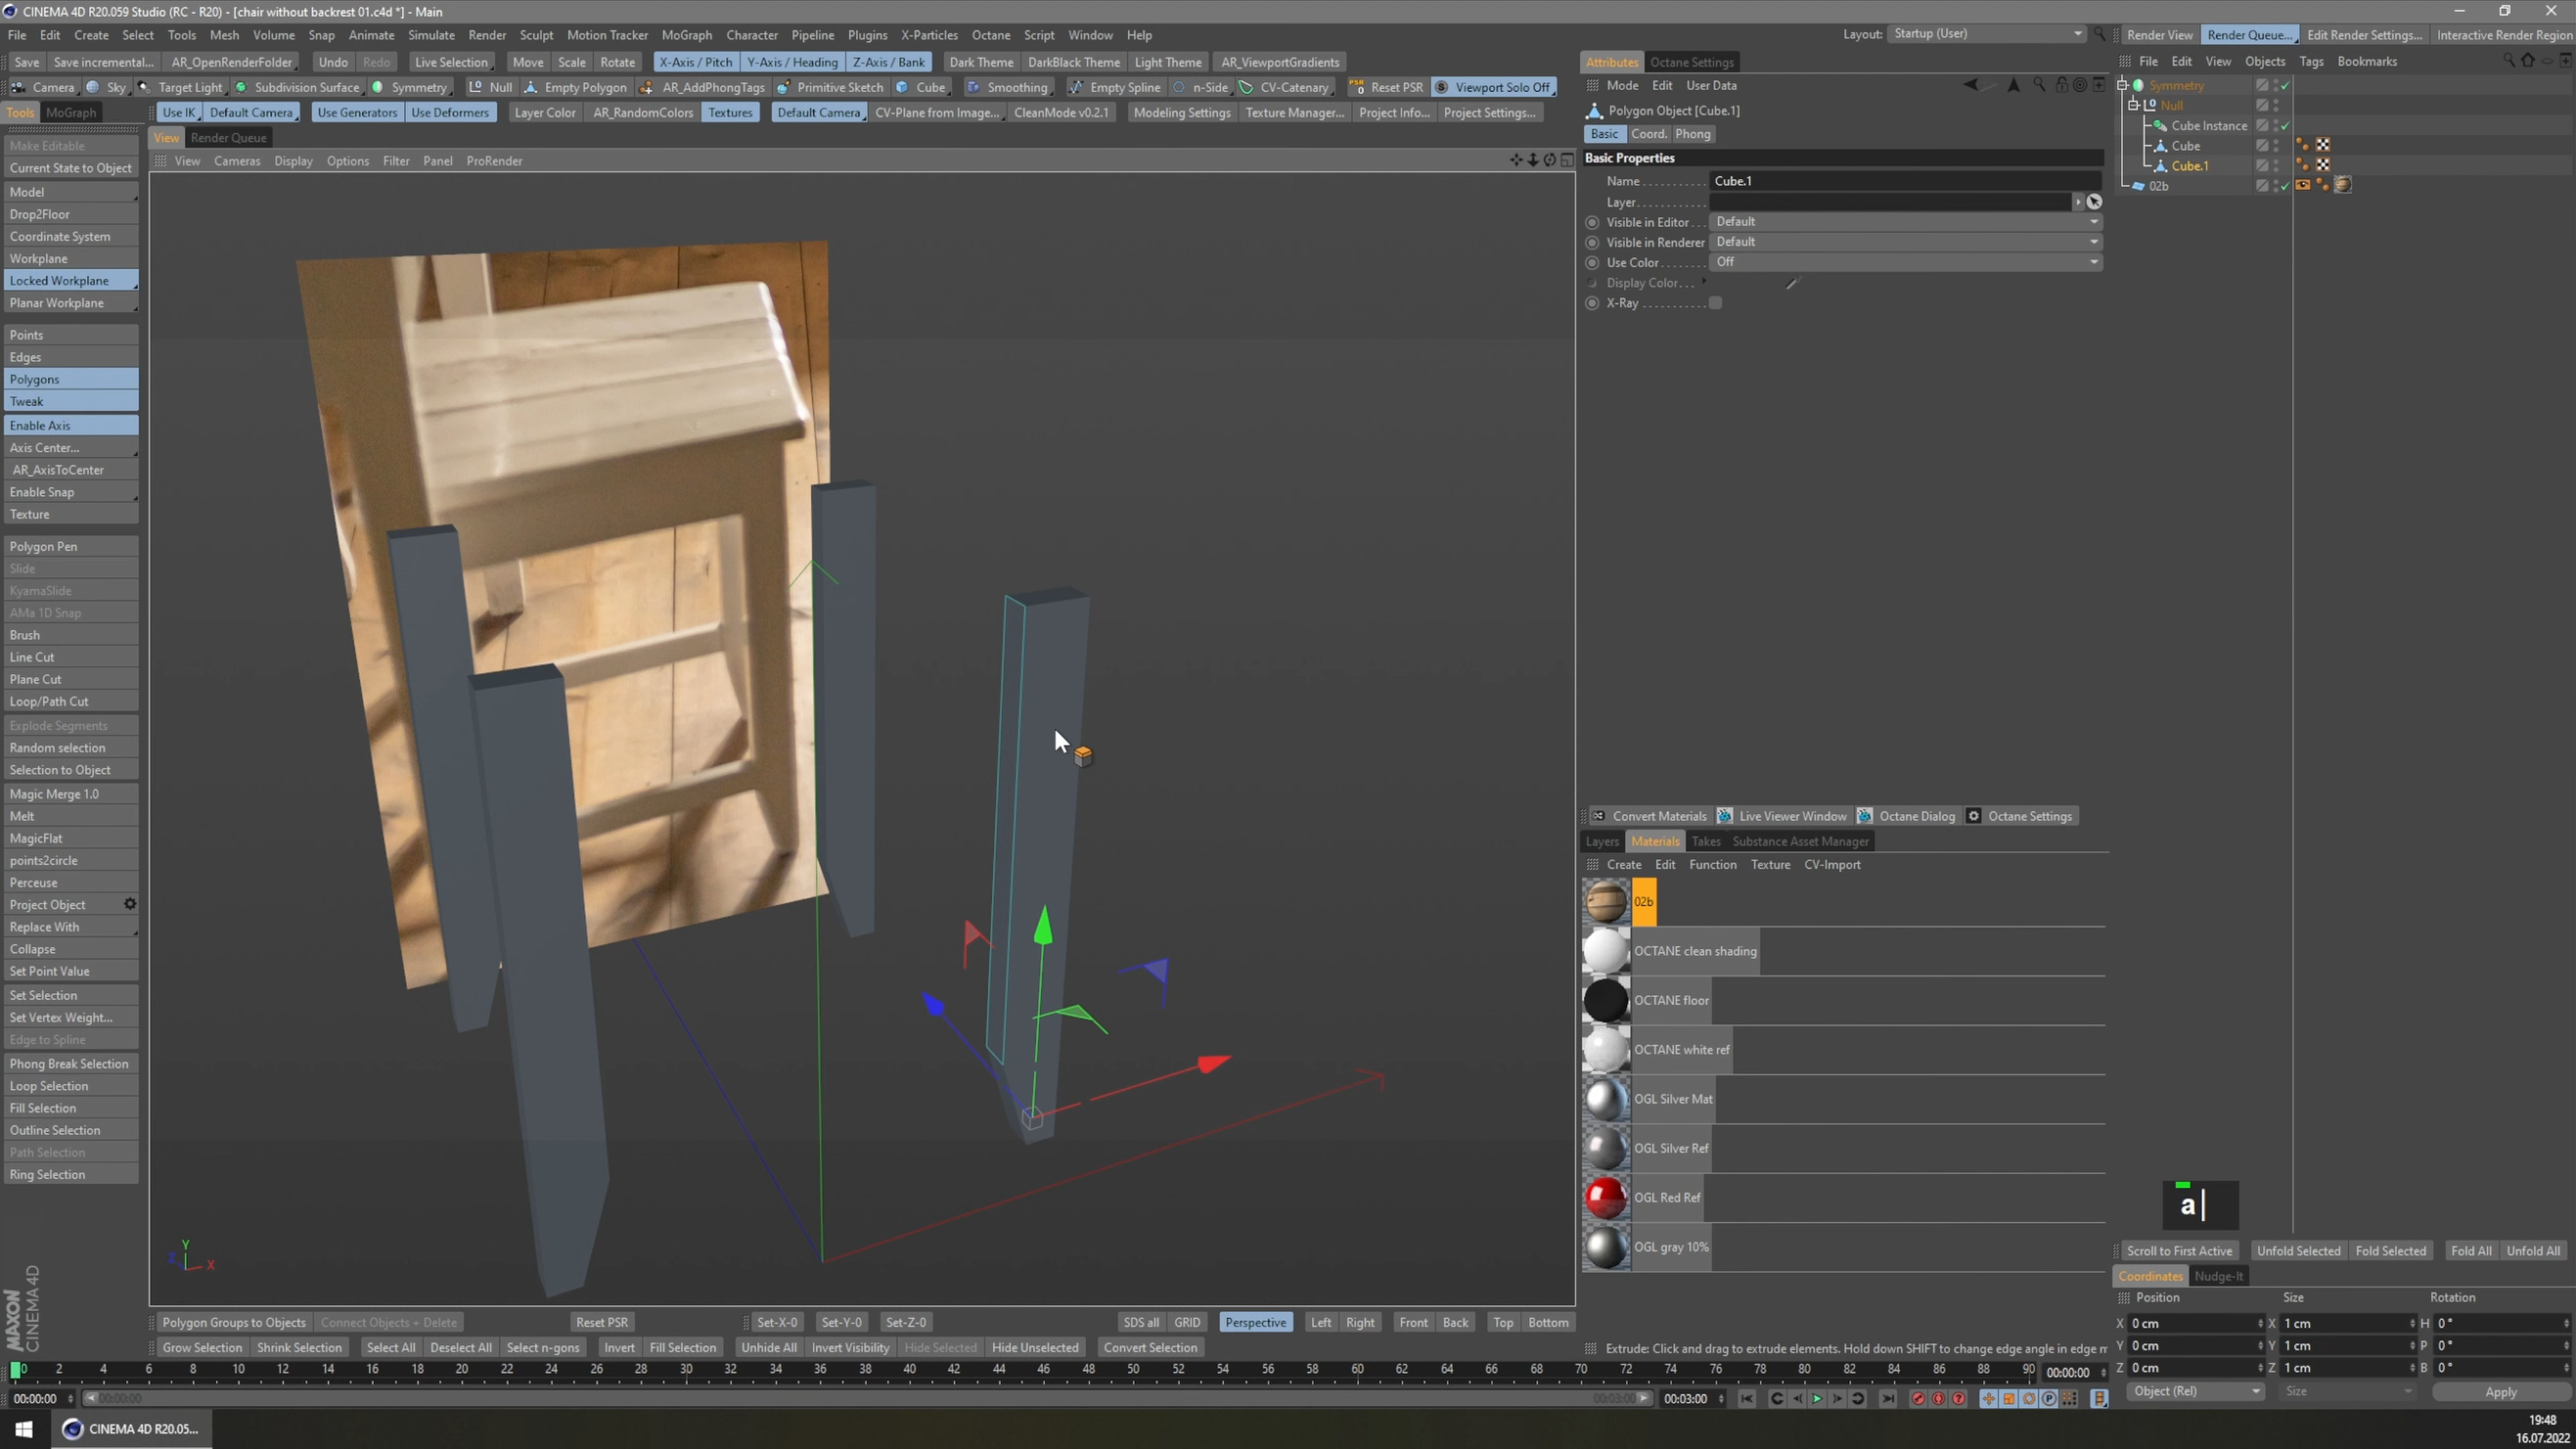 CINEMA 4D R20.059 Studio (RC - R20) - [chair without backrest 01.c4d *] - Main
File Edit Create Select Tools Mesh Volume Snap Animate Simulate Render Sculpt Motion Tracker MoGraph Character Pipeline Plugins X-Particles Octane Script Window Help
Layout: Startup (User)
Render View Render Queue... Edit Render Settings... Interactive Render Region
Save Save incremental... AR_OpenRenderFolder Undo Redo Live Selection Move Scale Rotate X-Axis / Pitch Y-Axis / Heading Z-Axis / Bank Dark Theme DarkBlack Theme Light Theme AR_ViewportGradients
Camera Sky Target Light Subdivision Surface Symmetry Null Empty Polygon AR_AddPhongTags Primitive Sketch Cube Smoothing Empty Spline n-Side CV-Catenary PSR 0 Reset PSR Viewport Solo Off
Tools MoGraph
Use IK Default Camera Use Generators Use Deformers Layer Color AR_RandomColors Textures Default Camera CV-Plane from Image... CleanMode v0.2.1 Modeling Settings Texture Manager... Project Info... Project Settings...
View Render Queue
View Cameras Display Options Filter Panel ProRender
Make Editable
Current State to Object
Model
Drop2Floor
Coordinate System
Workplane
Locked Workplane
Planar Workplane
Points
Edges
Polygons
Tweak
Enable Axis
Axis Center...
AR_AxisToCenter
Enable Snap
Texture
Polygon Pen
Slide
KyamaSlide
AMa 1D Snap
Brush
Line Cut
Plane Cut
Loop/Path Cut
Explode Segments
Random selection
Selection to Object
Magic Merge 1.0
Melt
MagicFlat
points2circle
Perceuse
Project Object
Replace With
Collapse
Set Point Value
Set Selection
Set Vertex Weight...
Edge to Spline
Phong Break Selection
Loop Selection
Fill Selection
Outline Selection
Path Selection
Ring Selection
MAXON
CINEMA 4D
Y
Z X
Attributes Octane Settings
Mode Edit User Data
Polygon Object [Cube.1]
Basic Coord. Phong
Basic Properties
Name Cube.1
Layer
Visible in Editor Default
Visible in Renderer Default
Use Color Off
Display Color
X-Ray
Convert Materials Live Viewer Window Octane Dialog Octane Settings
Layers Materials Takes Substance Asset Manager
Create Edit Function Texture CV-Import
02b
OCTANE clean shading
OCTANE floor
OCTANE white ref
OGL Silver Mat
OGL Silver Ref
OGL Red Ref
OGL gray 10%
File Edit View Objects Tags Bookmarks
Symmetry
Null
Cube Instance
Cube
Cube.1
02b
a
Scroll to First Active Unfold Selected Fold Selected Fold All Unfold All
Coordinates Nudge-It
Position Size Rotation
X 0 cm X 1 cm H 0 °
Y 0 cm Y 1 cm P 0 °
Z 0 cm Z 1 cm B 0 °
Object (Rel) Size Apply
Polygon Groups to Objects Connect Objects + Delete Reset PSR Set-X-0 Set-Y-0 Set-Z-0 SDS all GRID Perspective Left Right Front Back Top Bottom
Grow Selection Shrink Selection Select All Deselect All Select n-gons Invert Fill Selection Unhide All Invert Visibility Hide Selected Hide Unselected Convert Selection
Extrude: Click and drag to extrude elements. Hold down SHIFT to change edge angle in edge m
0 2 4 6 8 10 12 14 16 18 20 22 24 26 28 30 32 34 36 38 40 42 44 46 48 50 52 54 56 58 60 62 64 66 68 70 72 74 76 78 80 82 84 86 88 90 00:00:00
00:00:00 00:00:00 00:03:00 00:03:00
CINEMA 4D R20.05...
19:48
16.07.2022